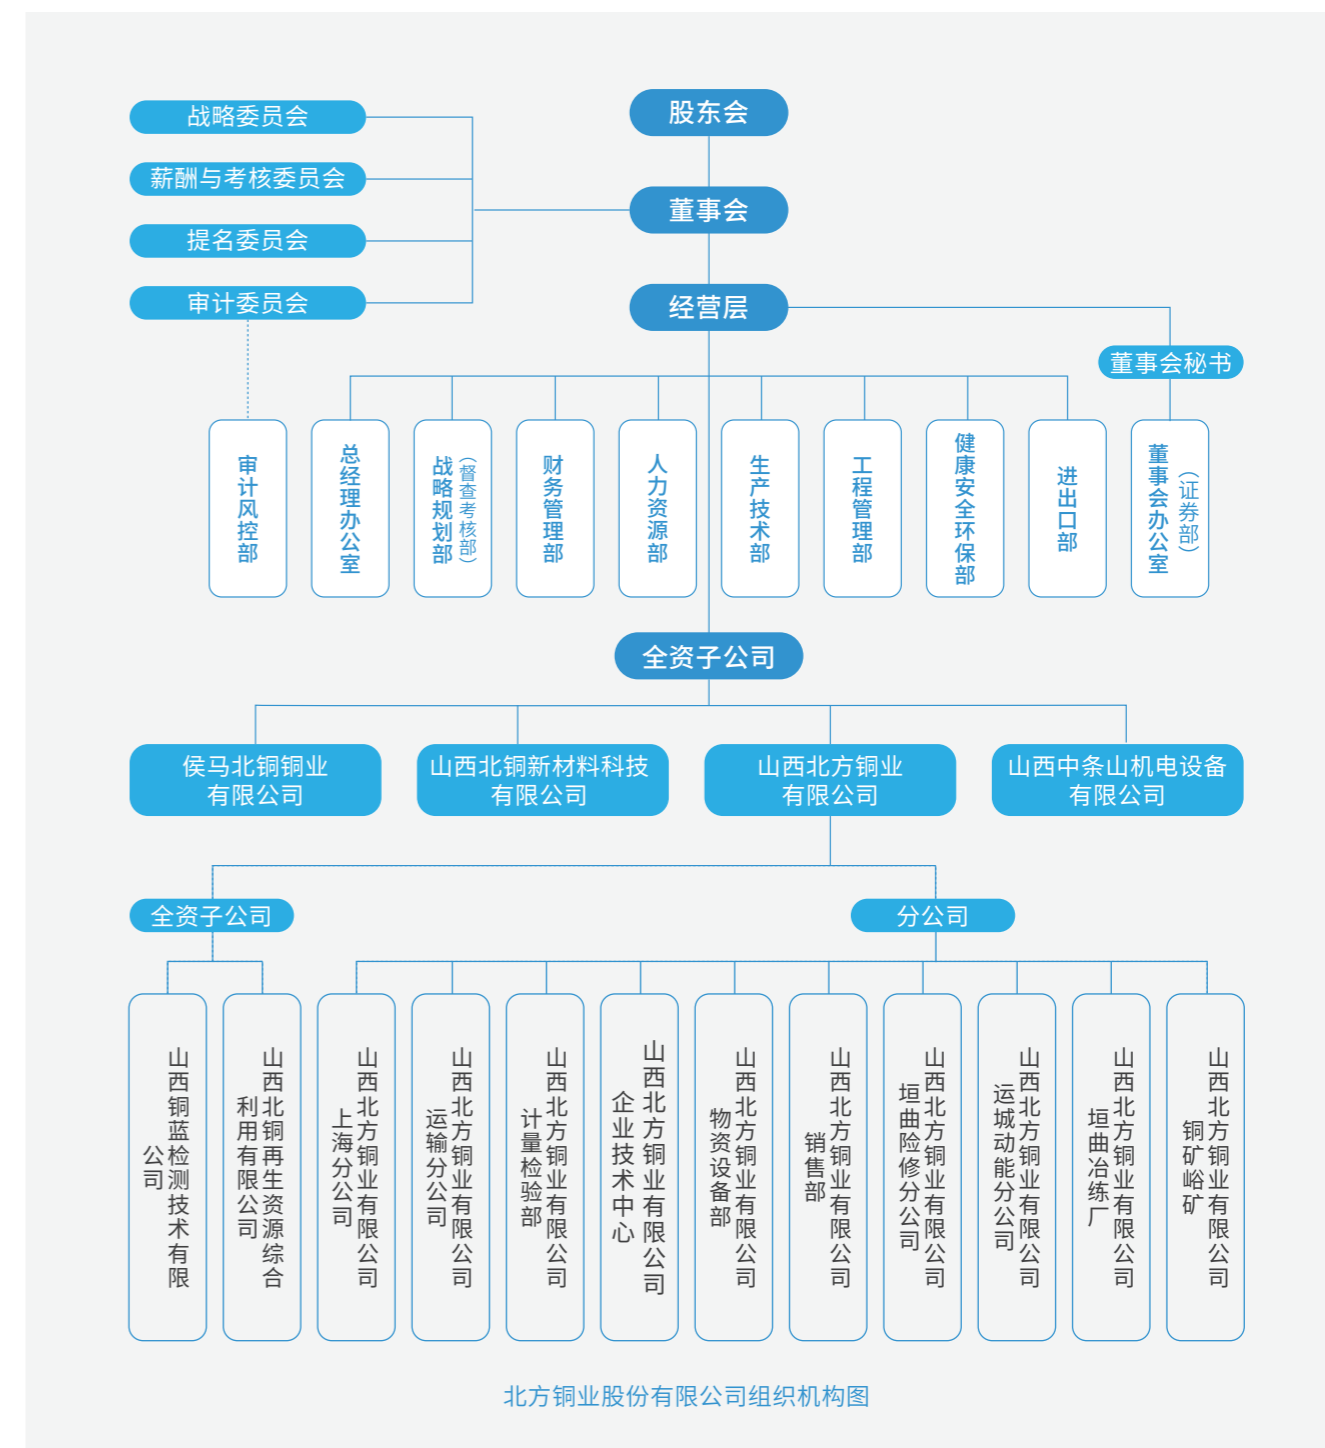 股东会
战略委员会
薪酬与考核委员会
董事会
提名委员会
审计委员会
经营层
董事会秘书
审计风控部
总经理办公室
战略规划部
（督查考核部）
财务管理部
人力资源部
生产技术部
工程管理部
健康安全环保部
进出口部
董事会办公室
（证券部）
全资子公司
侯马北铜铜业
有限公司
山西北铜新材料科技
有限公司
山西北方铜业
有限公司
山西中条山机电设备
有限公司
全资子公司
分公司
山西铜蓝检测技术有限
公司
山西北铜再生资源综合
利用有限公司
山西北方铜业有限公司
上海分公司
山西北方铜业有限公司
运输分公司
山西北方铜业有限公司
计量检验部
山西北方铜业有限公司
企业技术中心
山西北方铜业有限公司
物资设备部
山西北方铜业有限公司
销售部
山西北方铜业有限公司
垣曲险修分公司
山西北方铜业有限公司
运城动能分公司
山西北方铜业有限公司
垣曲冶练厂
山西北方铜业有限公司
铜矿峪矿
北方铜业股份有限公司组织机构图